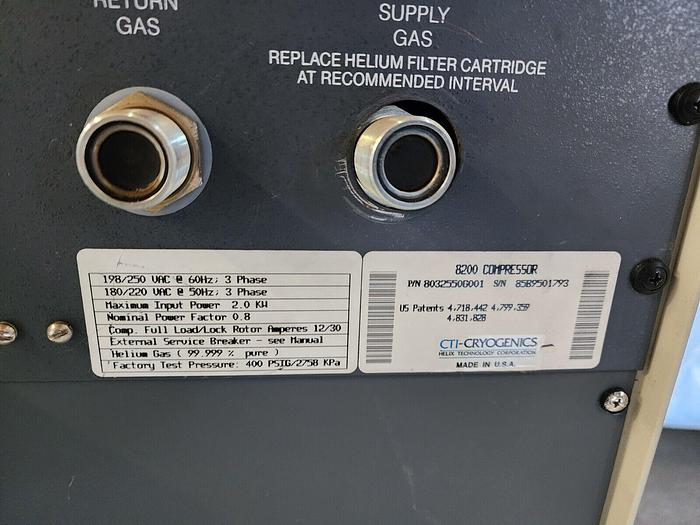 RETURN
GAS
SUPPLY
GAS
REPLACE HELIUM FILTER CARTRIDGE
AT RECOMMENDED INTERVAL
198/250 VAC @ 60Hz; 3 Phase
180/220 VAC @ 50Hz; 3 Phase
Maximum Input Power 2.0 KW
Nominal Power Factor 0.8
Comp. Full Load/Lock Rotor Amperes 12/30
External Service Breaker - see Manual
Helium Gas ( 99.999 % pure )
Factory Test Pressure: 400 PSIG/2758 KPa
8200 COMPRESSOR
P/N 8032550G001 S/N 85B9501793
US Patents 4,718,442 4,799,359
4,831,828
CTI-CRYOGENICS
HELIX TECHNOLOGY CORPORATION
MADE IN U.S.A.